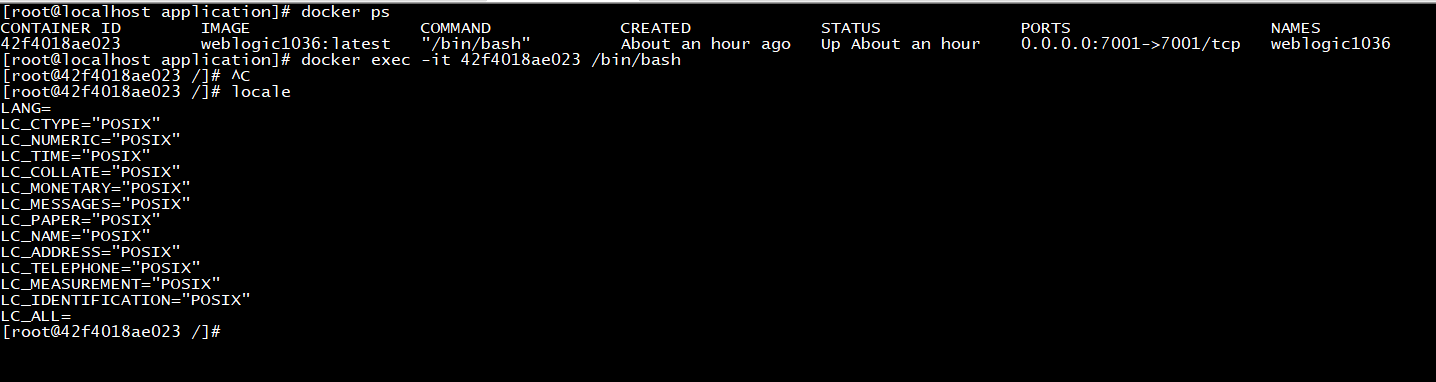 [root@localhost application]# docker ps
CONTAINER ID        IMAGE                 COMMAND             CREATED             STATUS              PORTS                    NAMES
42f4018ae023        weblogic1036:latest   "/bin/bash"         About an hour ago   Up About an hour    0.0.0.0:7001->7001/tcp   weblogic1036
[root@localhost application]# docker exec -it 42f4018ae023 /bin/bash
[root@42f4018ae023 /]# ^C
[root@42f4018ae023 /]# locale
LANG=
LC_CTYPE="POSIX"
LC_NUMERIC="POSIX"
LC_TIME="POSIX"
LC_COLLATE="POSIX"
LC_MONETARY="POSIX"
LC_MESSAGES="POSIX"
LC_PAPER="POSIX"
LC_NAME="POSIX"
LC_ADDRESS="POSIX"
LC_TELEPHONE="POSIX"
LC_MEASUREMENT="POSIX"
LC_IDENTIFICATION="POSIX"
LC_ALL=
[root@42f4018ae023 /]#